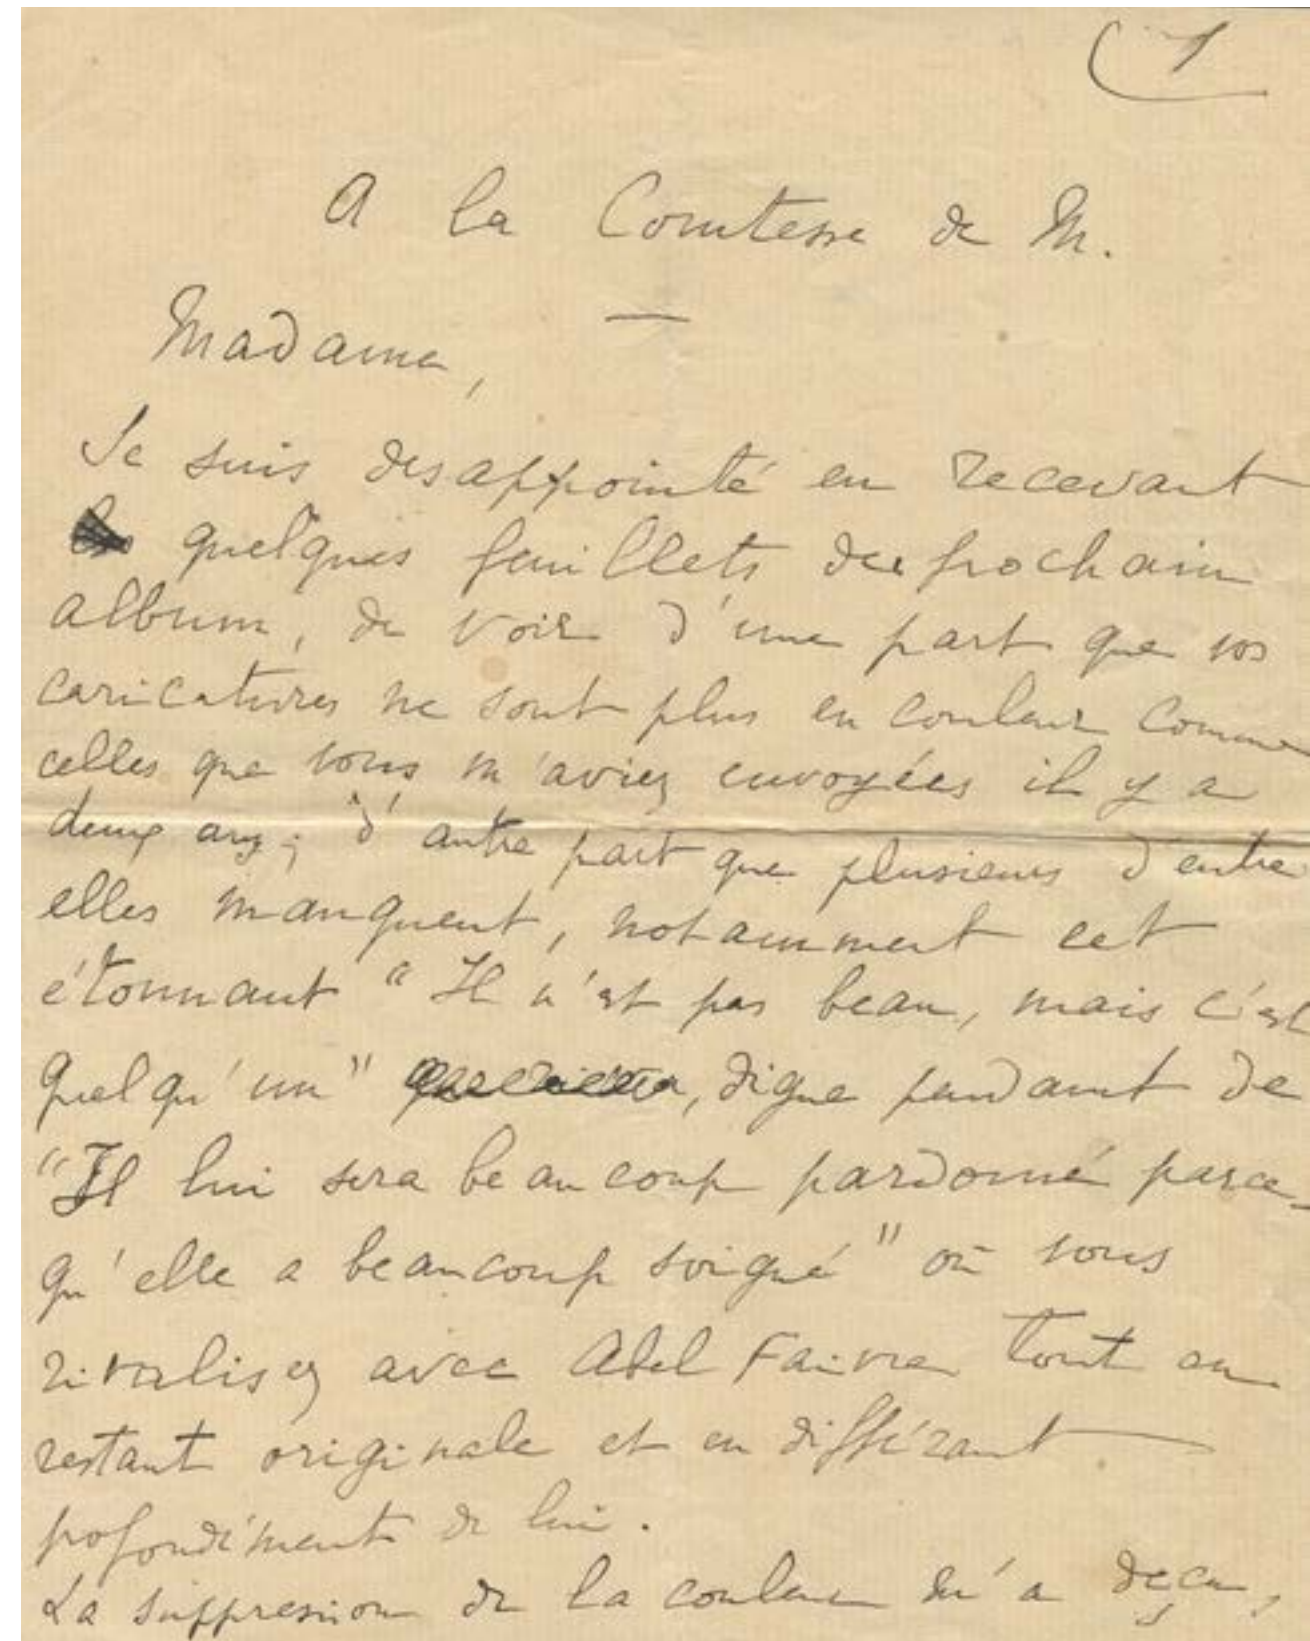 1
A la Comtesse de M.
Madame,
Je suis desappointé en recevant
quelques feuillets du prochain
album, de voir d'une part que vos
caricatures ne sont plus en couleur comme
celles que vous m'aviez envoyées il y a
deux ans; d'autre part que plusieurs d'entre
elles manquent, notamment cet
étonnant "Il n'est pas beau, mais c'est
quelqu'un" , digne pendant de
"Il lui sera beaucoup pardonné parce-
qu'elle a beaucoup soigné" où vous
rivalisez avec Abel Faivre tout en
restant originale et en différant
profondément de lui.
La suppression de la couleur m'a déçu,